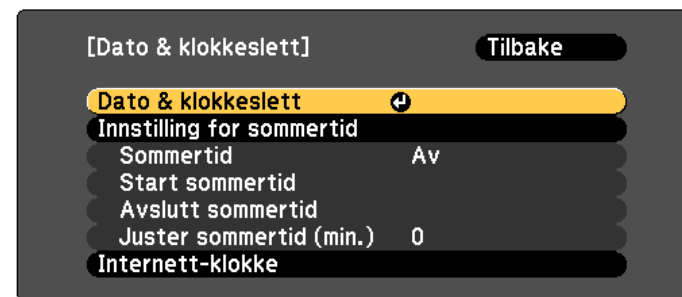 [Dato & klokkeslett] Tilbake
Dato & klokkeslett
Innstilling for sommertid
Sommertid Av
Start sommertid
Avslutt sommertid
Juster sommertid (min.) 0
Internett-klokke